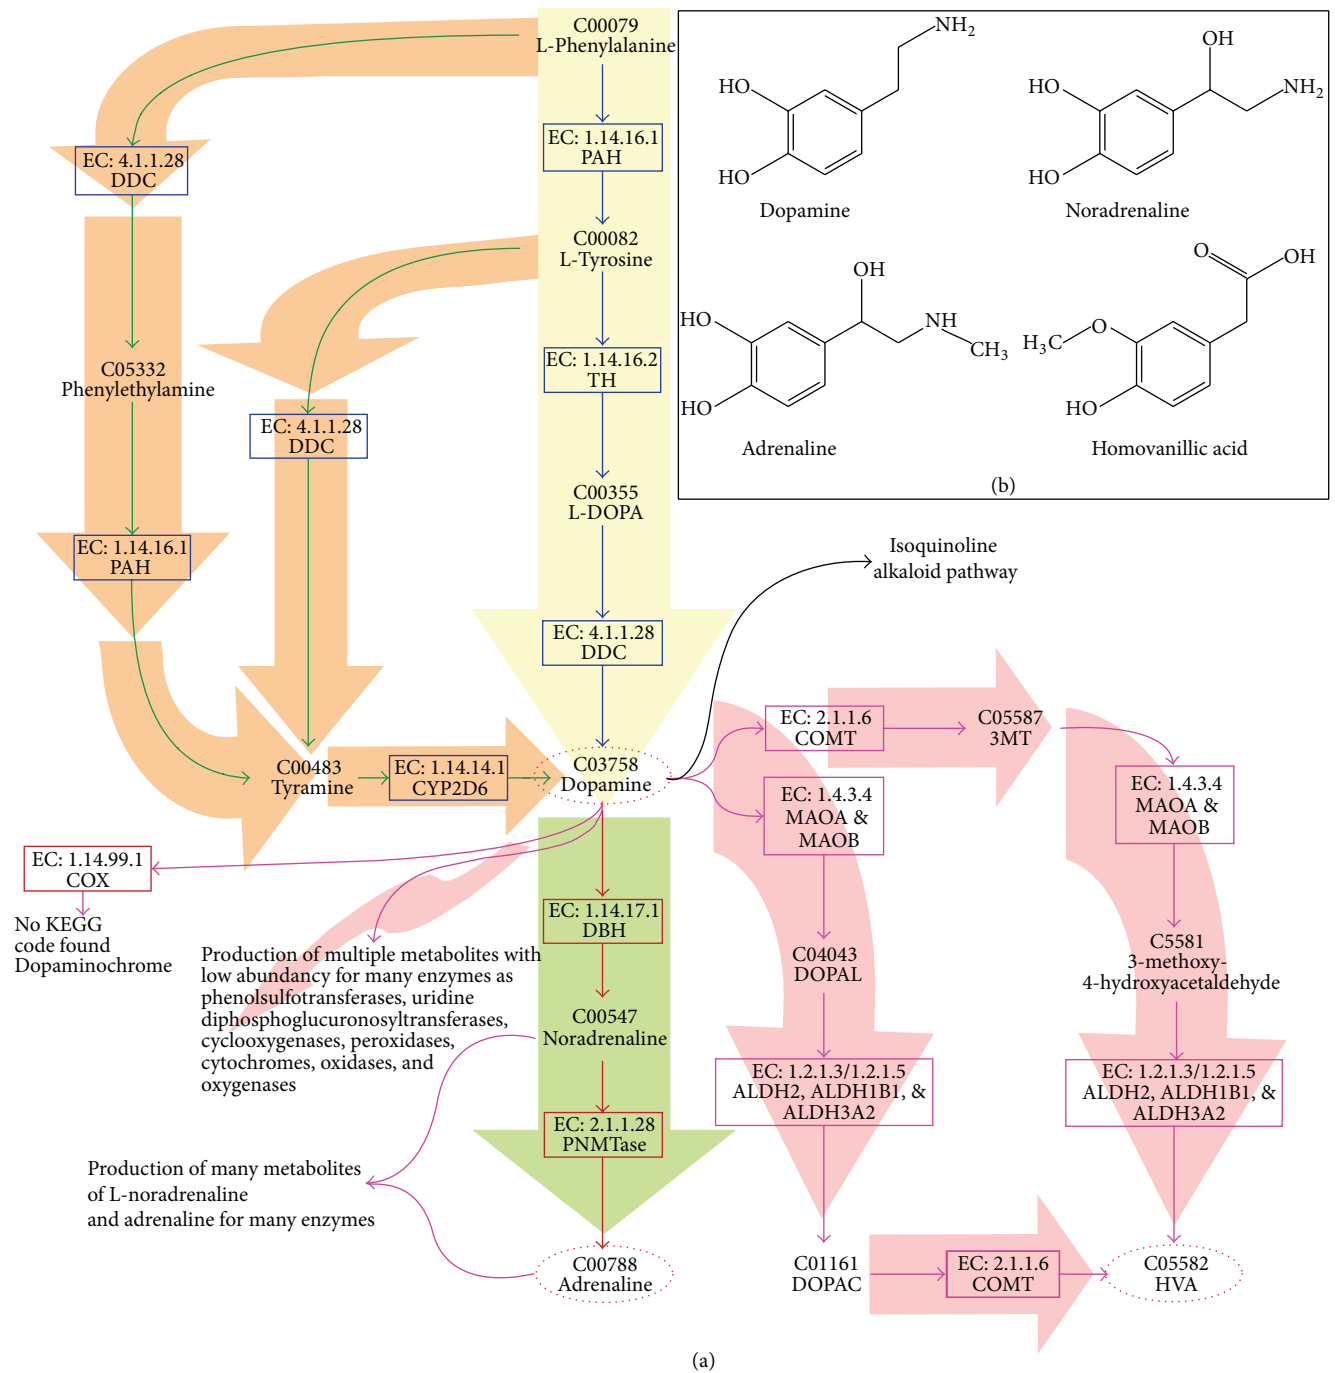 C00079
L-Phenylalanine
EC: 1.14.16.1
PAH
EC: 4.1.1.28
DDC
C00082
L-Tyrosine
C05332
Phenylethylamine
EC: 1.14.16.2
TH
EC: 4.1.1.28
DDC
C00355
L-DOPA
EC: 1.14.16.1
PAH
EC: 4.1.1.28
DDC
C00483
Tyramine
EC: 1.14.14.1
CYP2D6
C03758
Dopamine
Isoquinoline
alkaloid pathway
EC: 2.1.1.6
COMT
C05587
3MT
EC: 1.4.3.4
MAOA &
MAOB
EC: 1.4.3.4
MAOA &
MAOB
EC: 1.14.99.1
COX
No KEGG
code found
Dopaminochrome
Production of multiple metabolites with
low abundancy for many enzymes as
phenolsulfotransferases, uridine
diphosphoglucuronosyltransferases,
cyclooxygenases, peroxidases,
cytochromes, oxidases, and
oxygenases
EC: 1.14.17.1
DBH
C00547
Noradrenaline
EC: 2.1.1.28
PNMTase
C04043
DOPAL
C5581
3-methoxy-
4-hydroxyacetaldehyde
EC: 1.2.1.3/1.2.1.5
ALDH2, ALDH1B1, &
ALDH3A2
EC: 1.2.1.3/1.2.1.5
ALDH2, ALDH1B1, &
ALDH3A2
Production of many metabolites
of L-noradrenaline
and adrenaline for many enzymes
C00788
Adrenaline
C01161
DOPAC
EC: 2.1.1.6
COMT
C05582
HVA
(a)
NH2
HO
HO
Dopamine
OH
HO
NH2
HO
Noradrenaline
OH
HO
NH
CH3
HO
Adrenaline
O
OH
H3C
O
HO
Homovanillic acid
(b)